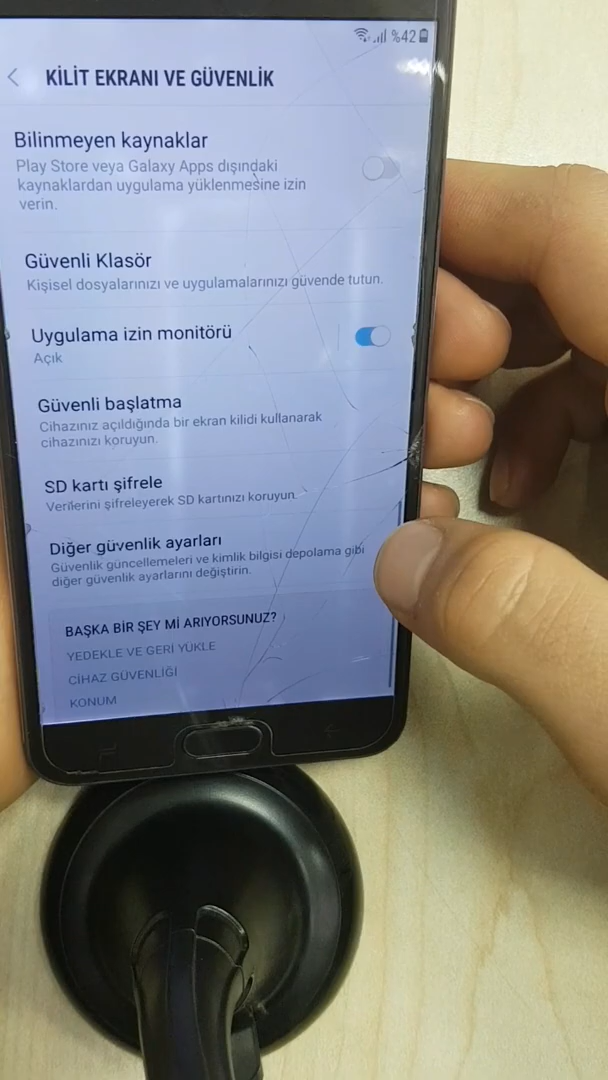 %42
KİLİT EKRANI VE GÜVENLİK
Bilinmeyen kaynaklar
Play Store veya Galaxy Apps dışındaki
kaynaklardan uygulama yüklenmesine izin
verin.
Güvenli Klasör
Kişisel dosyalarınızı ve uygulamalarınızı güvende tutun.
Uygulama izin monitörü
Açık
Güvenli başlatma
Cihazınız açıldığında bir ekran kilidi kullanarak
cihazınızı koruyun.
SD kartı şifrele
Verilerini şifreleyerek SD kartınızı koruyun.
Diğer güvenlik ayarları
Güvenlik güncellemeleri ve kimlik bilgisi depolama gibi
diğer güvenlik ayarlarını değiştirin.
BAŞKA BİR ŞEY Mİ ARIYORSUNUZ?
YEDEKLE VE GERİ YÜKLE
CİHAZ GÜVENLİĞİ
KONUM